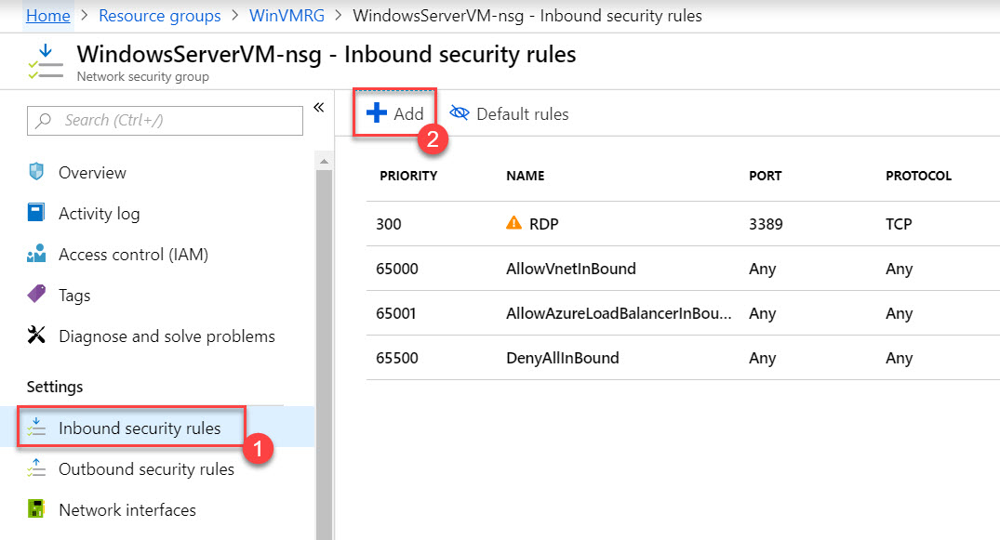 Home > Resource groups > WinVMRG > WindowsServerVM-nsg - Inbound security rules
WindowsServerVM-nsg - Inbound security rules
Network security group
Search (Ctrl+/)
«
Overview
Activity log
Access control (IAM)
Tags
Diagnose and solve problems
Settings
Inbound security rules
1
Outbound security rules
Network interfaces
Add
2
Default rules
PRIORITY NAME PORT PROTOCOL
300 RDP 3389 TCP
65000 AllowVnetInBound Any Any
65001 AllowAzureLoadBalancerInBou... Any Any
65500 DenyAllInBound Any Any